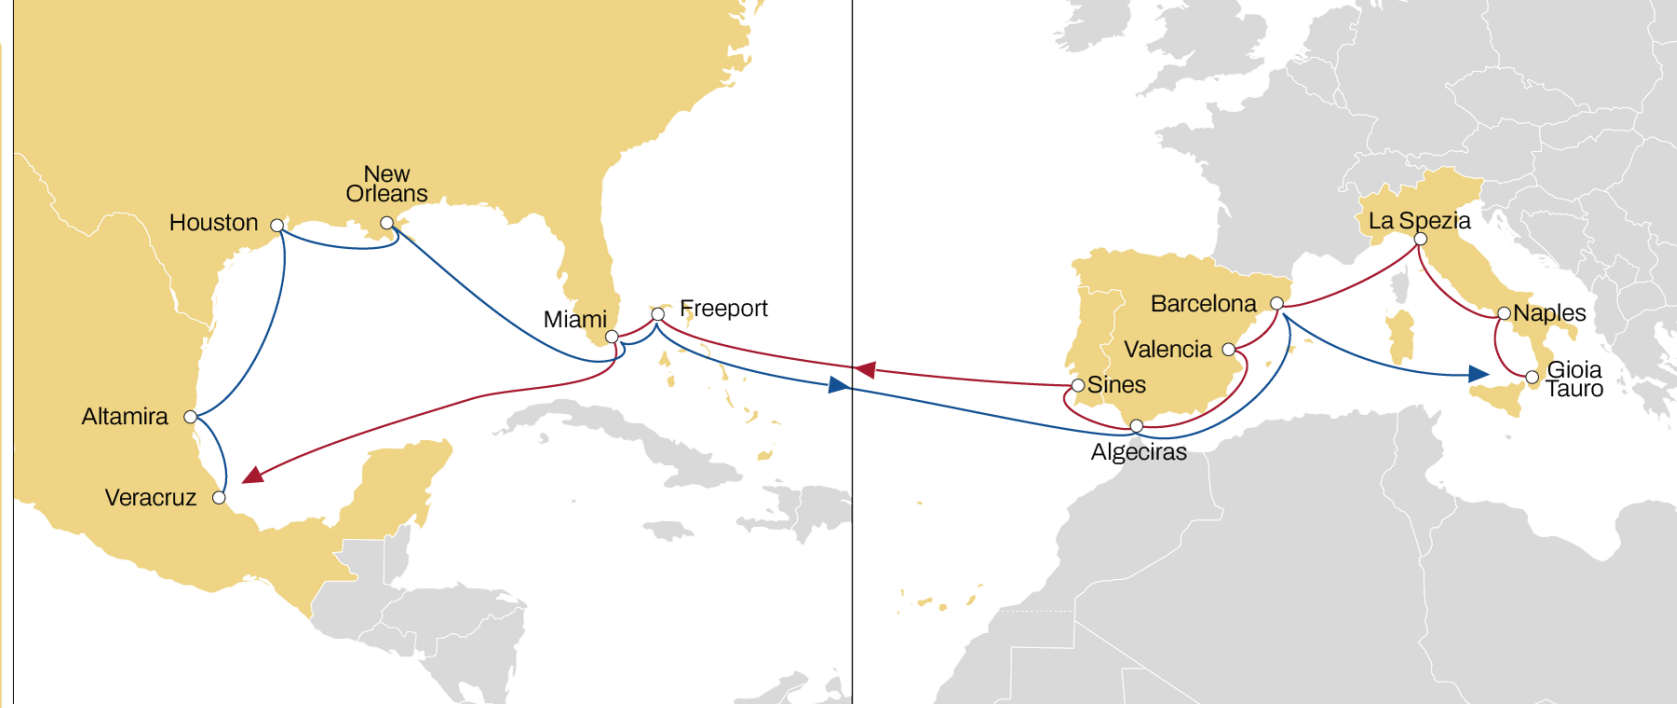 New
Orleans
Houston
Miami
Freeport
Altamira
Veracruz
La Spezia
Barcelona
Naples
Valencia
Gioia
Tauro
Sines
Algeciras